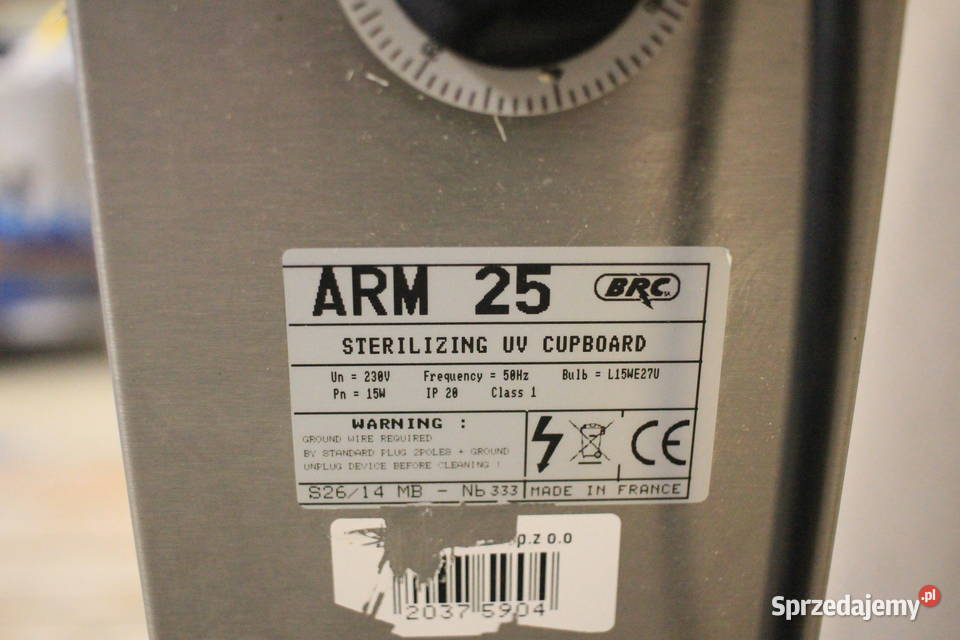 ARM 25 BRC
STERILIZING UV CUPBOARD
Un = 230V Frequency = 50Hz Bulb = L15WE27U
Pn = 15W IP 20 Class 1
WARNING :
GROUND WIRE REQUIRED
BY STANDARD PLUG 2POLES + GROUND
UNPLUG DEVICE BEFORE CLEANING !
CE
S26/14 MB - Nb 333 MADE IN FRANCE
p.z o.o
2037 5904
Sprzedajemy.pl